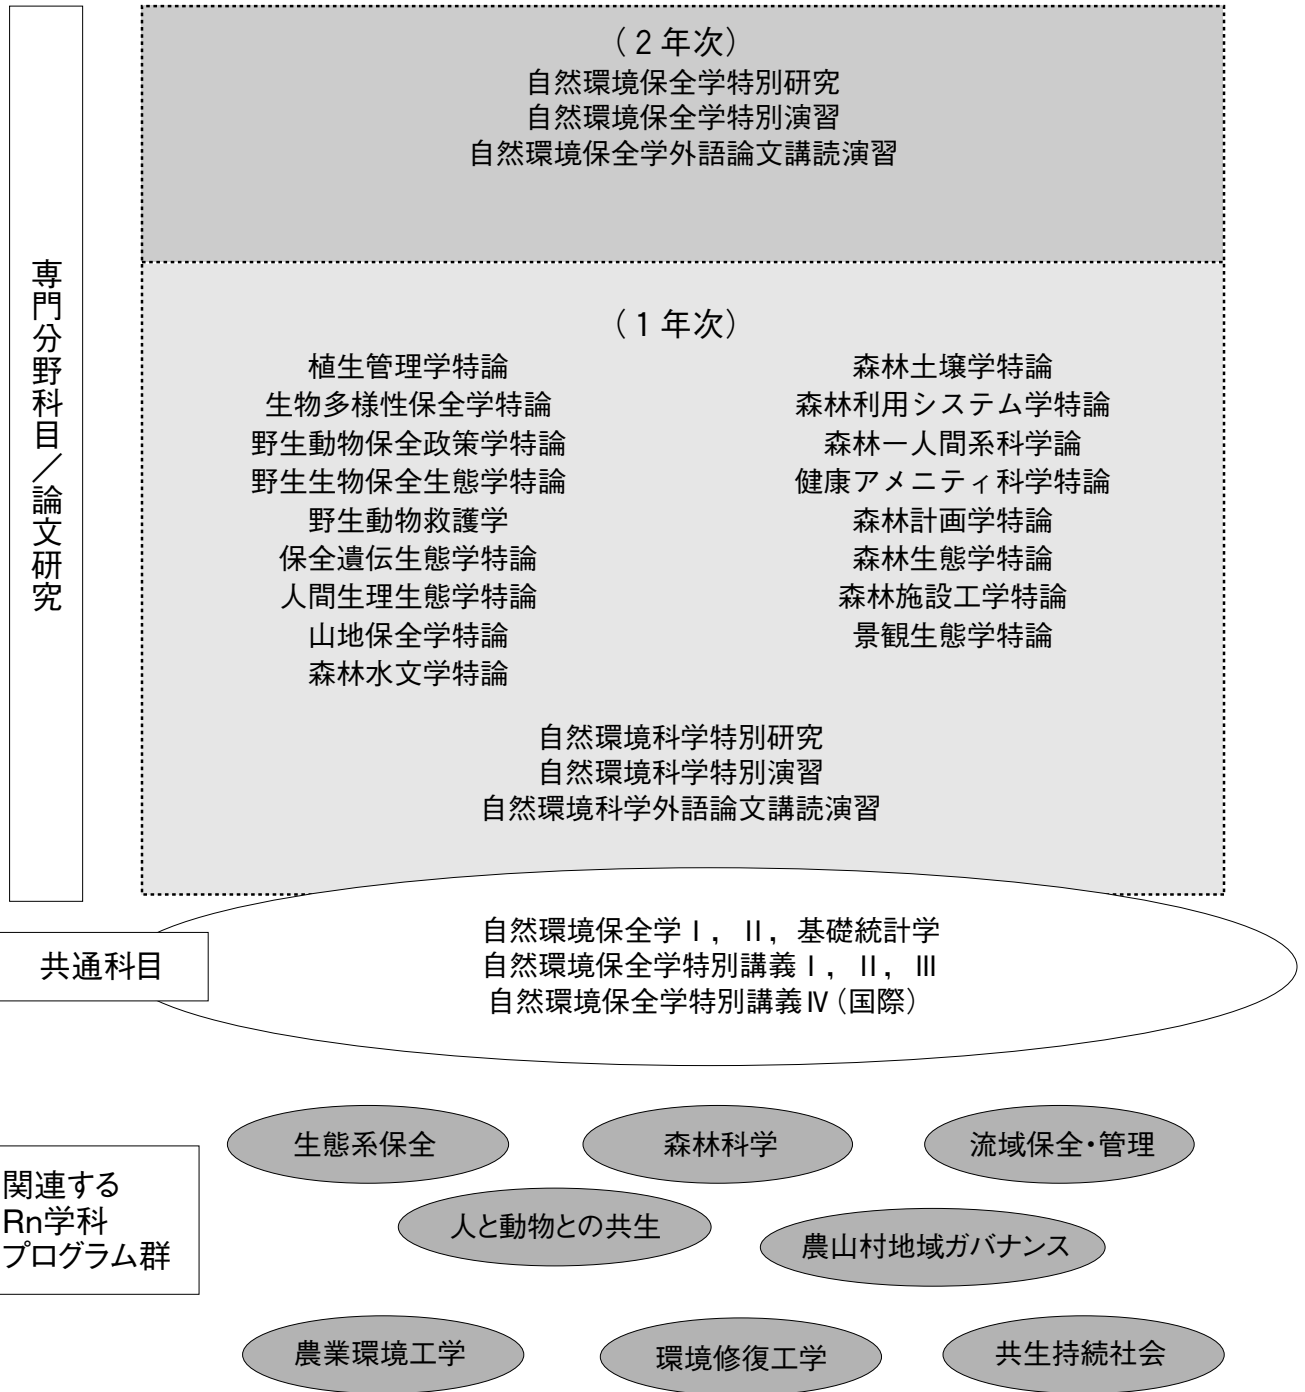 （２年次）
自然環境保全学特別研究
自然環境保全学特別演習
自然環境保全学外語論文講読演習
専門分野科目／論文研究
（１年次）
植生管理学特論
生物多様性保全学特論
野生動物保全政策学特論
野生生物保全生態学特論
野生動物救護学
保全遺伝生態学特論
人間生理生態学特論
山地保全学特論
森林水文学特論
森林土壌学特論
森林利用システム学特論
森林ー人間系科学論
健康アメニティ科学特論
森林計画学特論
森林生態学特論
森林施設工学特論
景観生態学特論
自然環境科学特別研究
自然環境科学特別演習
自然環境科学外語論文講読演習
共通科目
自然環境保全学Ⅰ，Ⅱ，基礎統計学
自然環境保全学特別講義Ⅰ，Ⅱ，Ⅲ
自然環境保全学特別講義Ⅳ（国際）
関連する
Rn学科
プログラム群
生態系保全
森林科学
流域保全・管理
人と動物との共生
農山村地域ガバナンス
農業環境工学
環境修復工学
共生持続社会